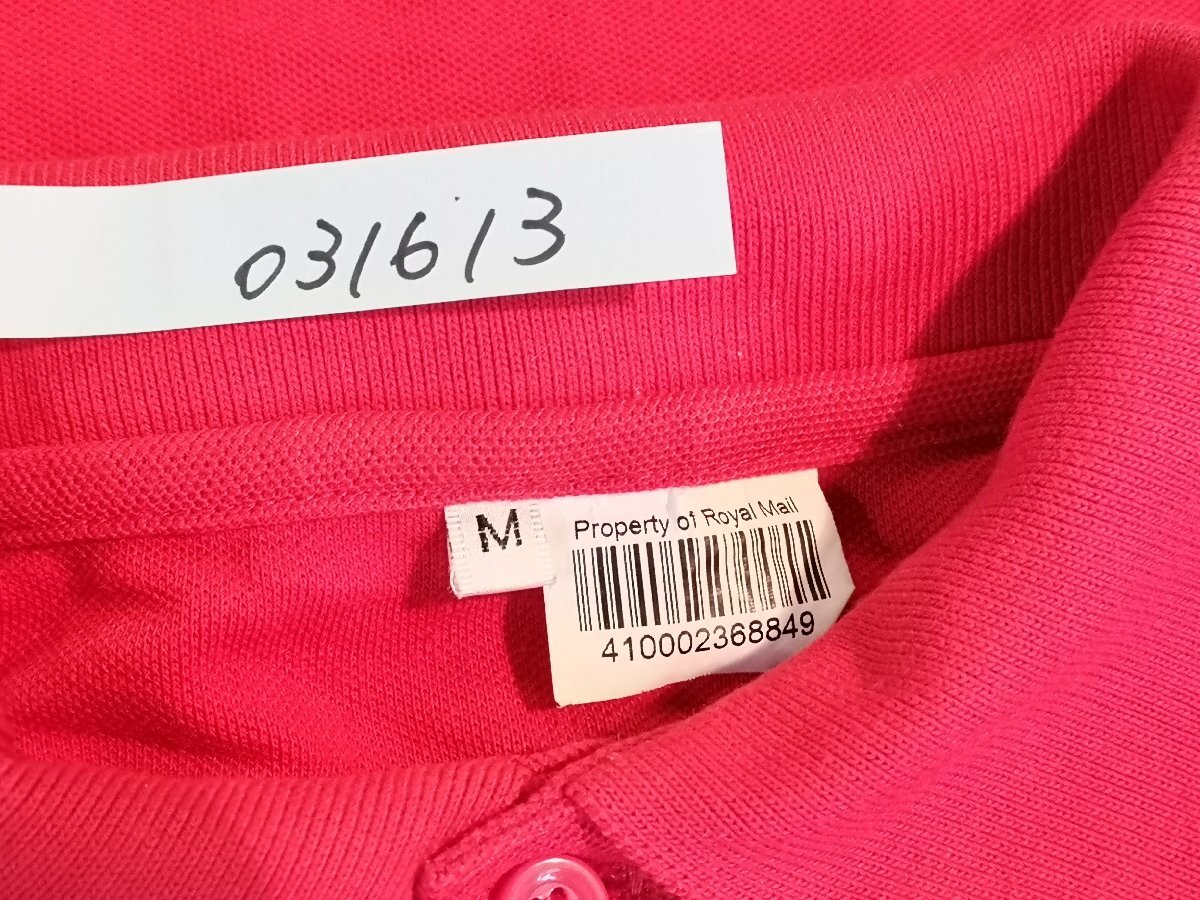 031613
M
Property of Royal Mail
410002368849